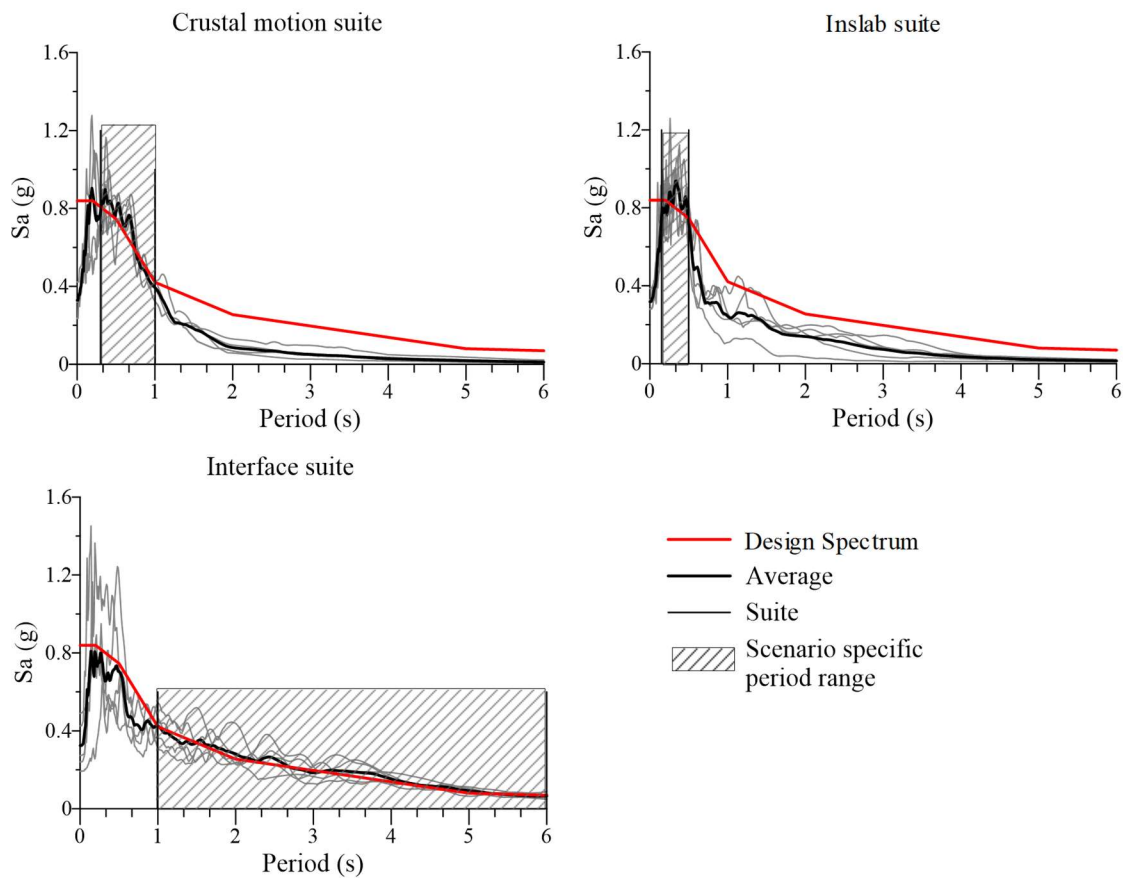 Crustal motion suite
1.6
1.2
0.8
0.4
0
Sa (g)
0 1 2 3 4 5 6
Period (s)
Inslab suite
1.6
1.2
0.8
0.4
0
Sa (g)
0 1 2 3 4 5 6
Period (s)
Interface suite
1.6
1.2
0.8
0.4
0
Sa (g)
0 1 2 3 4 5 6
Period (s)
Design Spectrum
Average
Suite
Scenario specific
period range